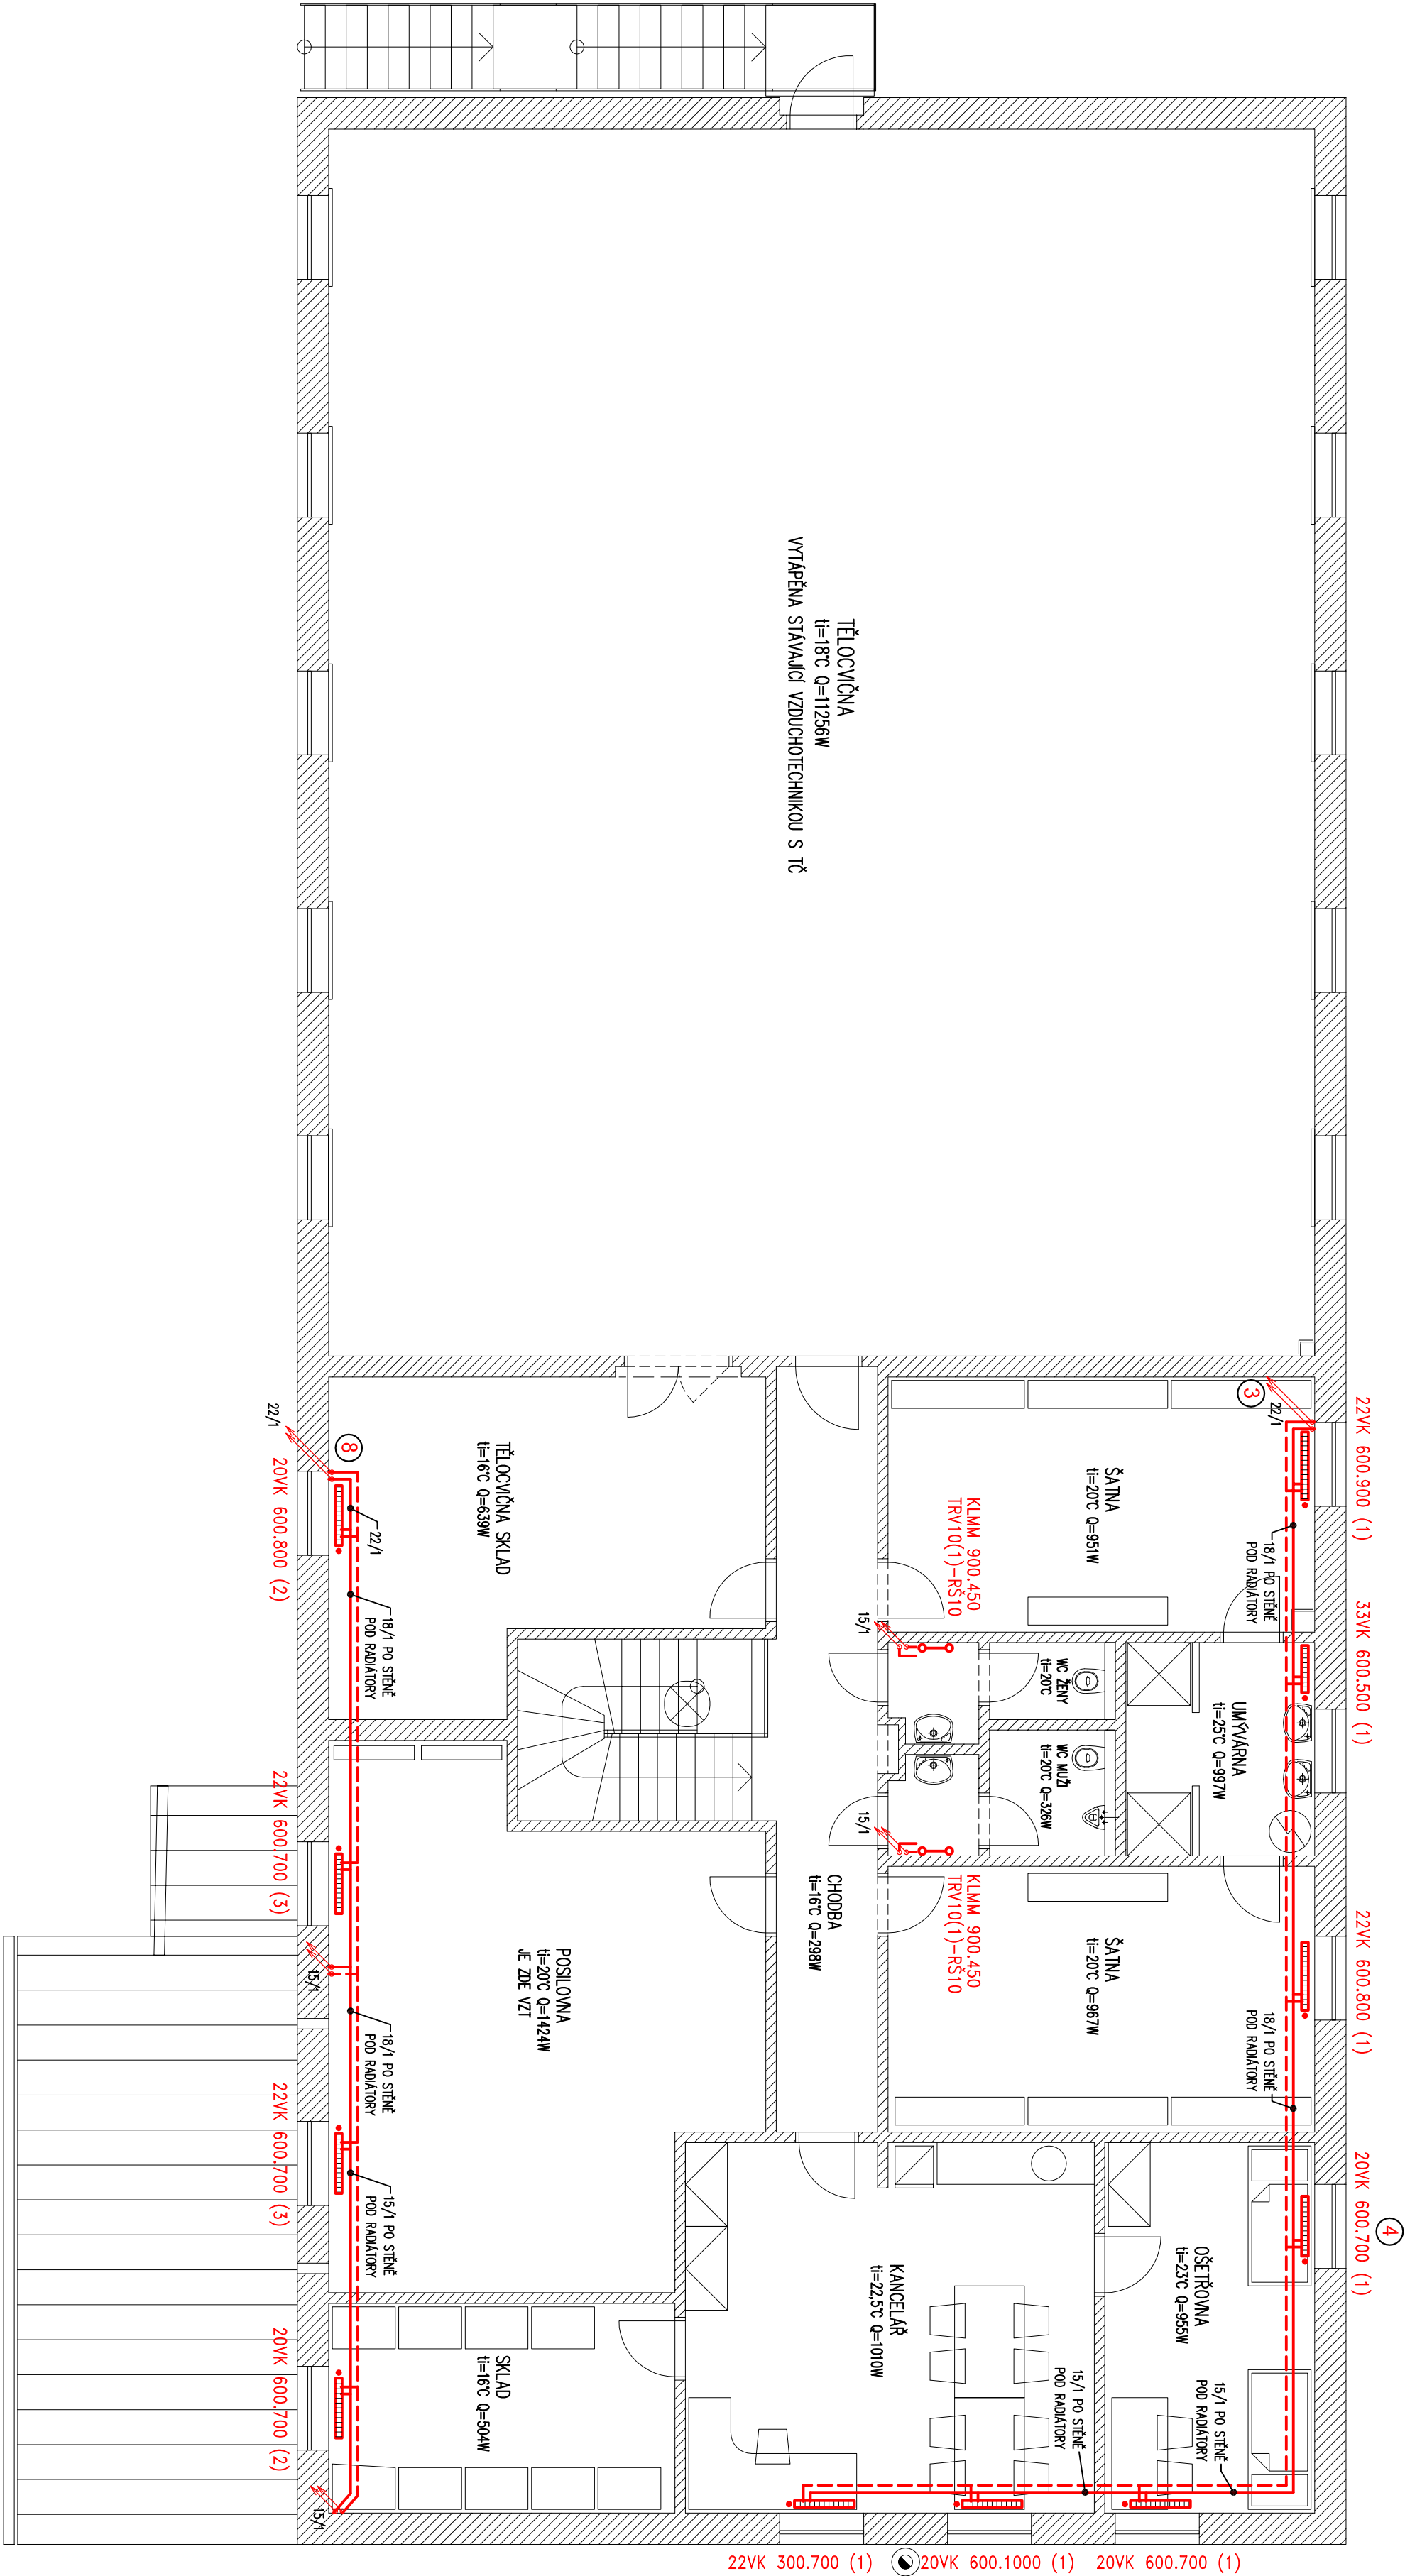 TĚLOCVIČNA
ti=18°C Q=11256W
VYTÁPĚNA STÁVAJÍCÍ VZDUCHOTECHNIKOU S TČ
22VK 600.900 (1)
33VK 600.500 (1)
22VK 600.800 (1)
20VK 600.700 (1)
4
3
22/1
18/1 PO STĚNĚ
POD RADIÁTORY
ŠATNA
ti=20°C Q=951W
KLMM 900.450
TRV10(1)-RŠ10
15/1
WC ŽENY
ti=20°C
WC MUŽI
ti=20°C Q=326W
UMÝVÁRNA
ti=25°C Q=997W
15/1
KLMM 900.450
TRV10(1)-RŠ10
ŠATNA
ti=20°C Q=967W
18/1 PO STĚNĚ
POD RADIÁTORY
OŠETŘOVNA
ti=23°C Q=955W
15/1 PO STĚNĚ
POD RADIÁTORY
KANCELÁŘ
ti=22,5°C Q=1010W
15/1 PO STĚNĚ
POD RADIÁTORY
CHODBA
ti=16°C Q=298W
TĚLOCVIČNA SKLAD
ti=16°C Q=639W
8
22/1
22/1
18/1 PO STĚNĚ
POD RADIÁTORY
POSILOVNA
ti=20°C Q=1424W
JE ZDE VZT
15/1
18/1 PO STĚNĚ
POD RADIÁTORY
15/1 PO STĚNĚ
POD RADIÁTORY
SKLAD
ti=16°C Q=504W
15/1
20VK 600.800 (2)
22VK 600.700 (3)
22VK 600.700 (3)
20VK 600.700 (2)
22VK 300.700 (1)
20VK 600.1000 (1)
20VK 600.700 (1)